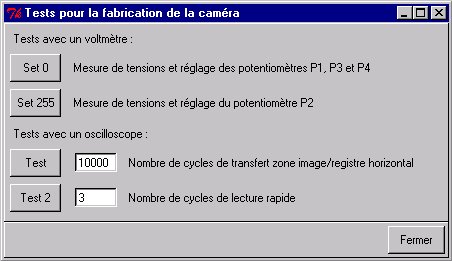 Tests pour la fabrication de la caméra
Tests avec un voltmètre :
Set 0 Mesure de tensions et réglage des potentiomètres P1, P3 et P4
Set 255 Mesure de tensions et réglage du potentiomètre P2
Tests avec un oscilloscope :
Test 10000 Nombre de cycles de transfert zone image/registre horizontal
Test 2 3 Nombre de cycles de lecture rapide
Fermer